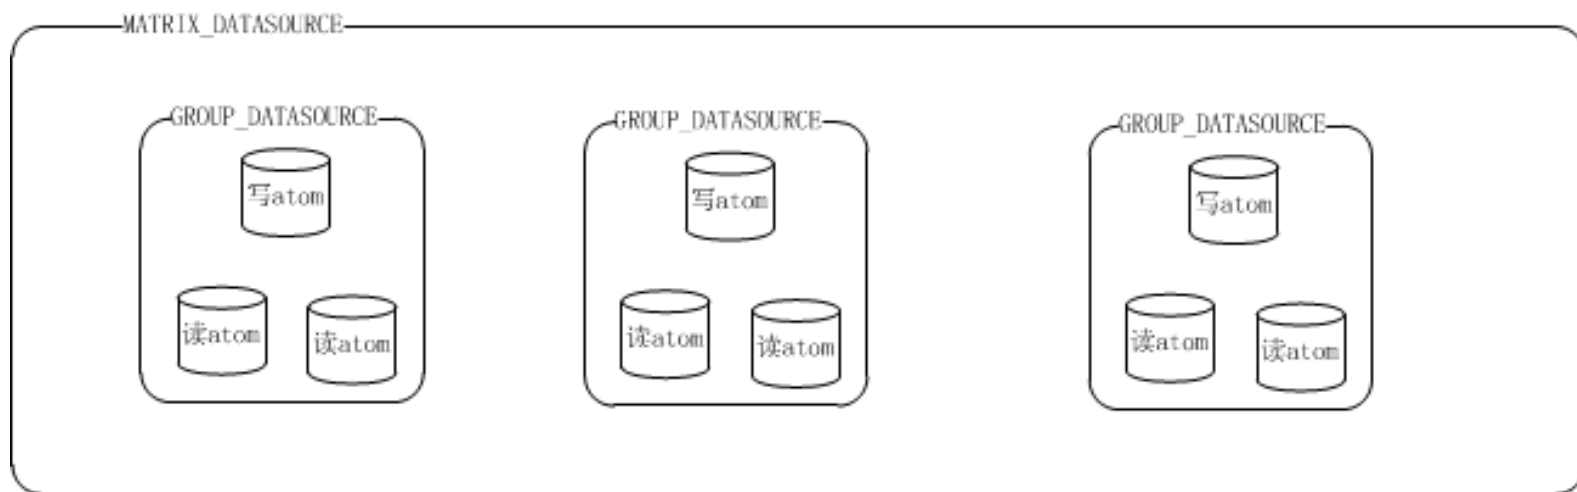 MATRIX_DATASOURCE
GROUP_DATASOURCE
写atom
读atom
读atom
GROUP_DATASOURCE
写atom
读atom
读atom
GROUP_DATASOURCE
写atom
读atom
读atom